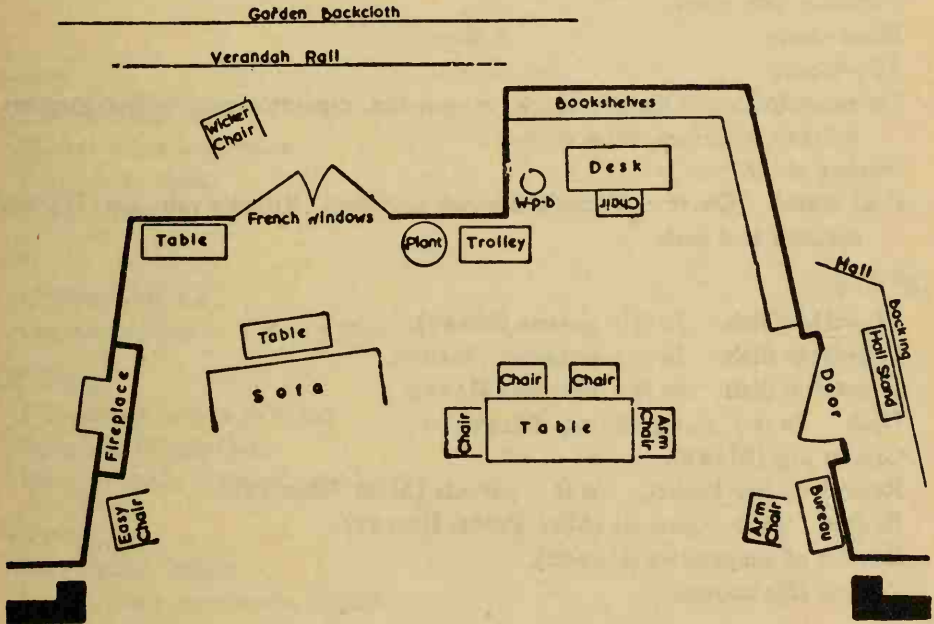 Garden Backcloth
Verandah Rail
Wicker
Chair
Bookshelves
Desk
Chair
W-p-b
French Windows
Table
Plant
Trolley
Hall
Backing
Hall Stand
Door
Table
Sofa
Fireplace
Chair
Chair
Chair
Table
Arm
Chair
Easy
Chair
Arm
Chair
Bureau